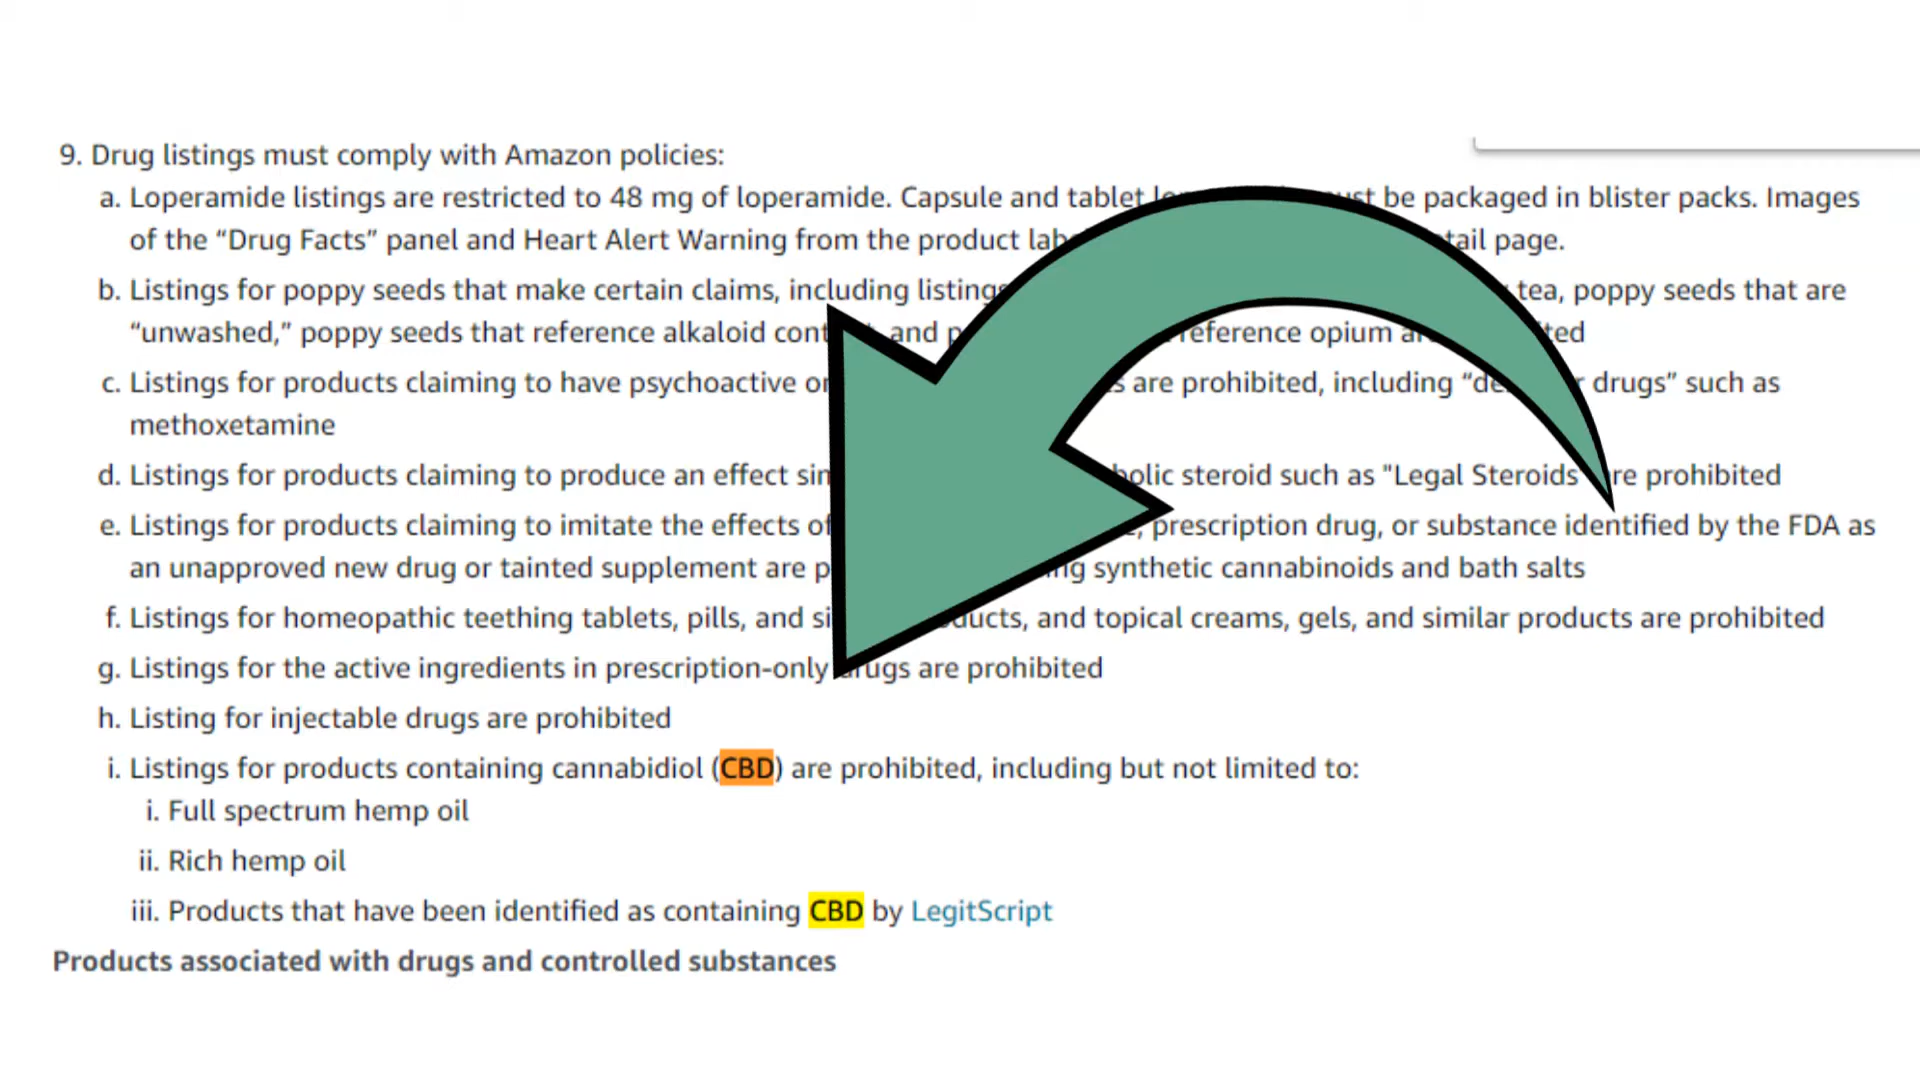 9. Drug listings must comply with Amazon policies:
a. Loperamide listings are restricted to 48 mg of loperamide. Capsule and tablet be packaged in blister packs. Images
of the “Drug Facts” panel and Heart Alert Warning from the product page.
b. Listings for poppy seeds that make certain claims, including tea, poppy seeds that are
“unwashed,” poppy seeds that reference alkaloid and opium
c. Listings for products claiming to have psychoactive are prohibited, including drugs” such as
methoxetamine
d. Listings for products claiming to produce an effect steroid such as "Legal Steroids prohibited
e. Listings for products claiming to imitate the effects prescription drug, or substance identified by the FDA as
an unapproved new drug or tainted supplement are synthetic cannabinoids and bath salts
f. Listings for homeopathic teething tablets, pills, and and topical creams, gels, and similar products are prohibited
g. Listings for the active ingredients in prescription-only drugs are prohibited
h. Listing for injectable drugs are prohibited
i. Listings for products containing cannabidiol (CBD) are prohibited, including but not limited to:
i. Full spectrum hemp oil
ii. Rich hemp oil
iii. Products that have been identified as containing CBD by LegitScript
Products associated with drugs and controlled substances